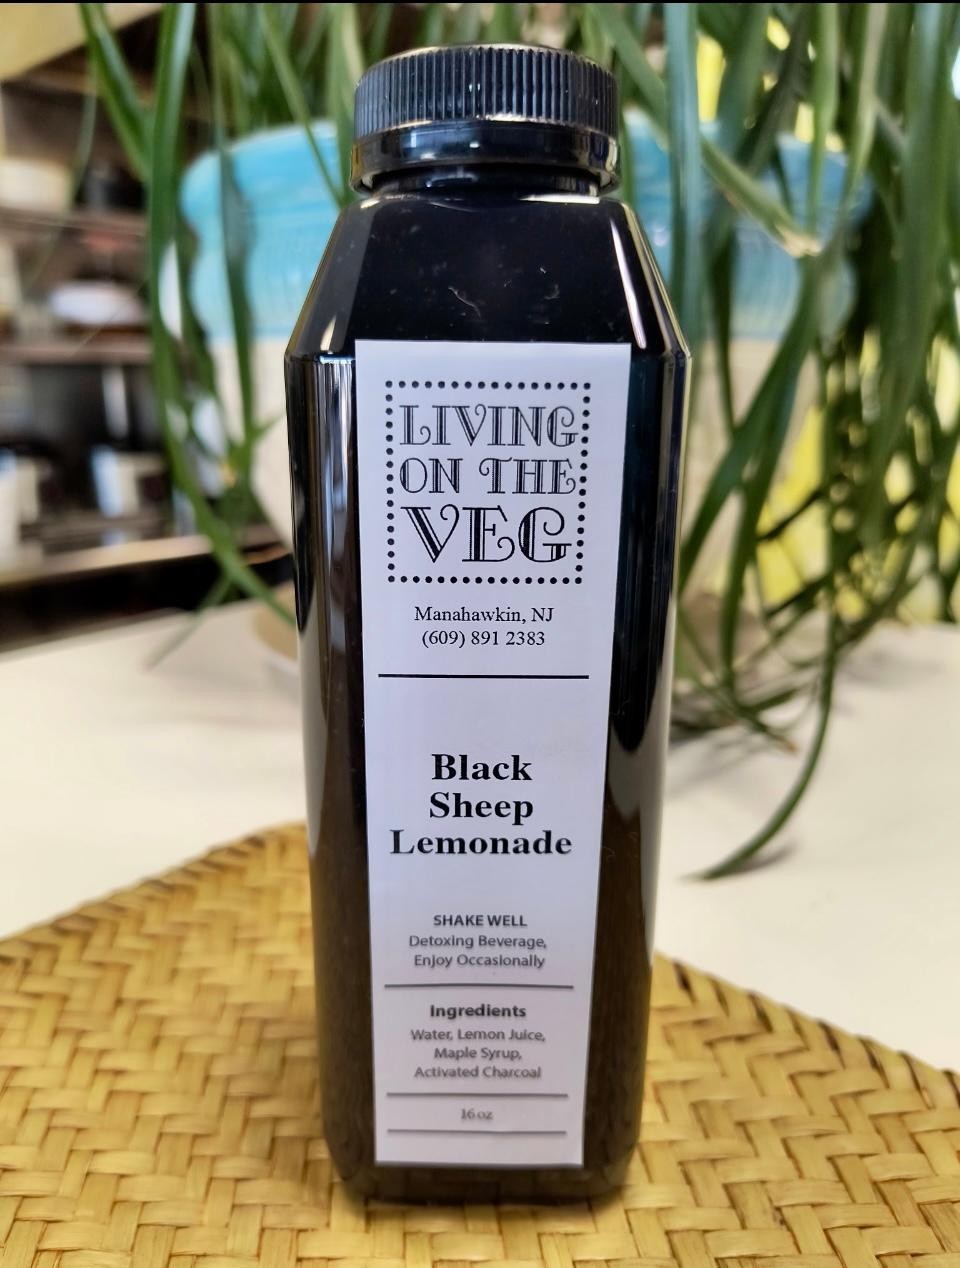 LIVING
ON THE
VEG
Manahawkin, NJ
(609) 891 2383
Black
Sheep
Lemonade
SHAKE WELL
Detoxing Beverage,
Enjoy Occasionally
Ingredients
Water, Lemon Juice,
Maple Syrup,
Activated Charcoal
16 oz